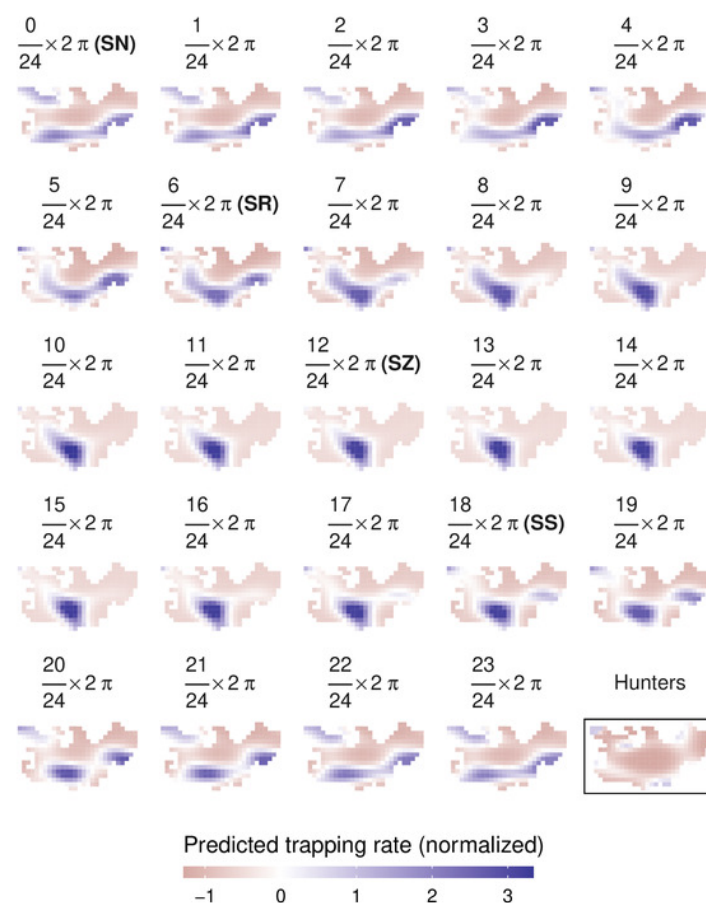 0/24 × 2 π (SN)
1/24 × 2 π
2/24 × 2 π
3/24 × 2 π
4/24 × 2 π
5/24 × 2 π
6/24 × 2 π (SR)
7/24 × 2 π
8/24 × 2 π
9/24 × 2 π
10/24 × 2 π
11/24 × 2 π
12/24 × 2 π (SZ)
13/24 × 2 π
14/24 × 2 π
15/24 × 2 π
16/24 × 2 π
17/24 × 2 π
18/24 × 2 π (SS)
19/24 × 2 π
20/24 × 2 π
21/24 × 2 π
22/24 × 2 π
23/24 × 2 π
Hunters
Predicted trapping rate (normalized)
−1 0 1 2 3